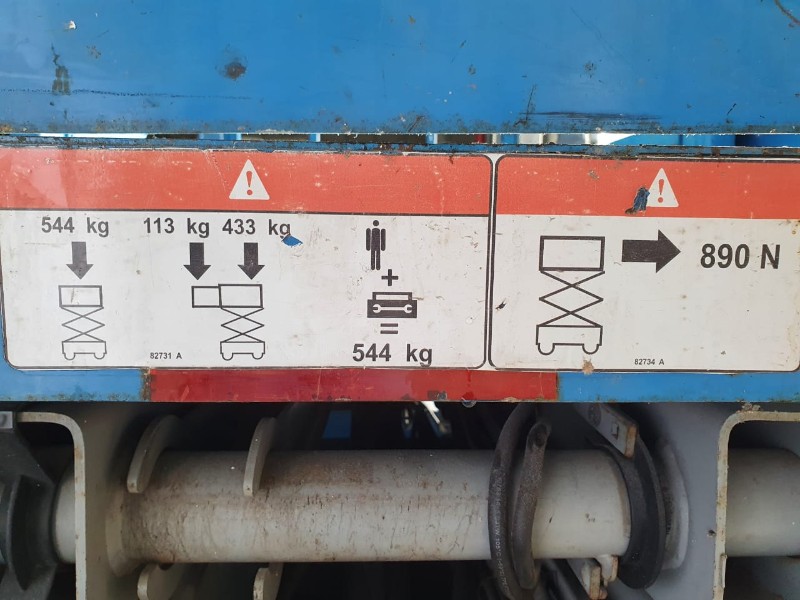 544 kg
113 kg 433 kg
82731 A
+
=
544 kg
890 N
82734 A